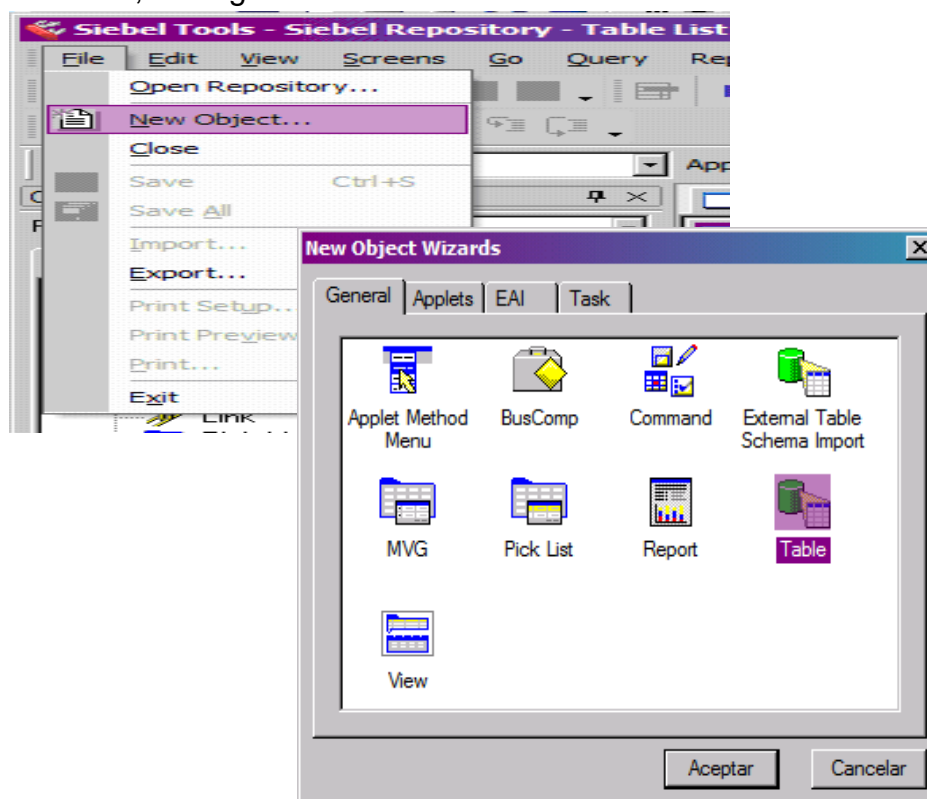 Siebel Tools - Siebel Repository - Table List
File Edit View Screens Go Query
Open Repository...
New Object...
Close
Save Ctrl+S
Save All
Import...
Export...
Print Setup...
Print Preview
Print...
Exit
Link
New Object Wizards
General Applets EAI Task
Applet Method Menu
BusComp
Command
External Table Schema Import
MVG
Pick List
Report
Table
View
Aceptar Cancelar